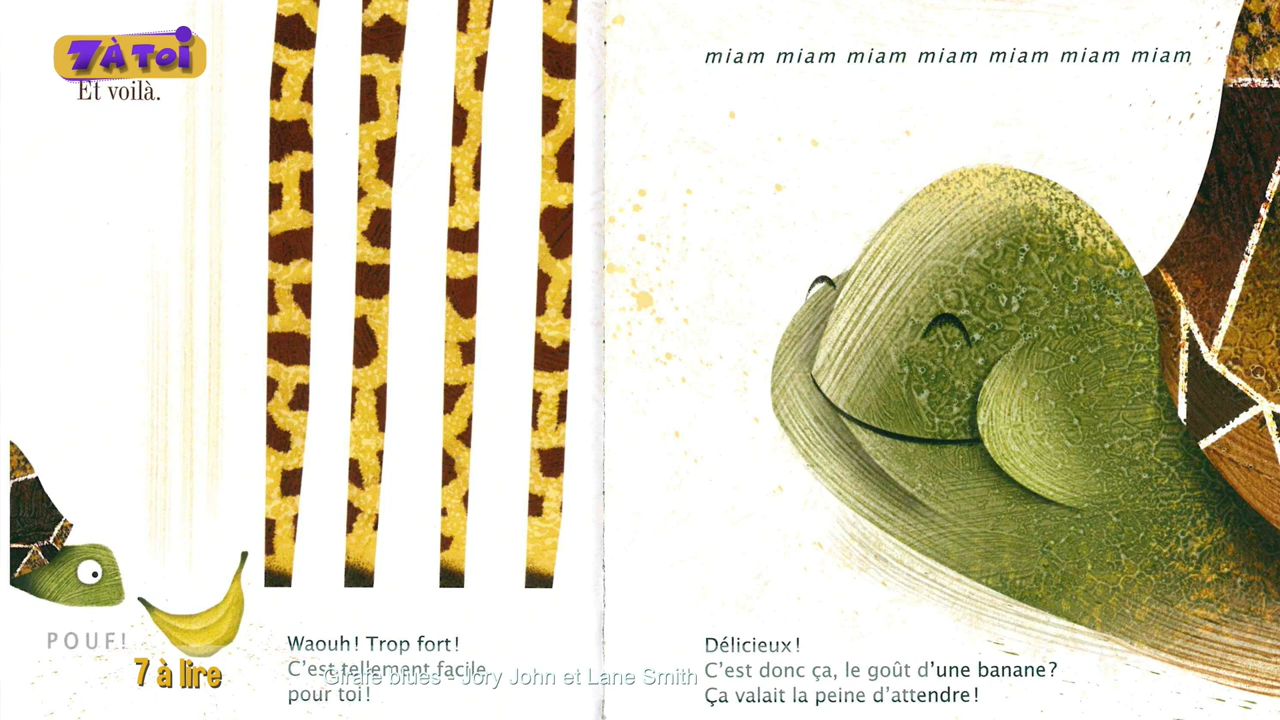 7 À TOI
Et voilà.
POUF!
7 à lire
Waouh! Trop fort!
C'est tellement facile
pour toi!
Girafe blues - Jory John et Lane Smith
miam miam miam miam miam miam miam
Délicieux!
C'est donc ça, le goût d'une banane?
Ça valait la peine d'attendre!